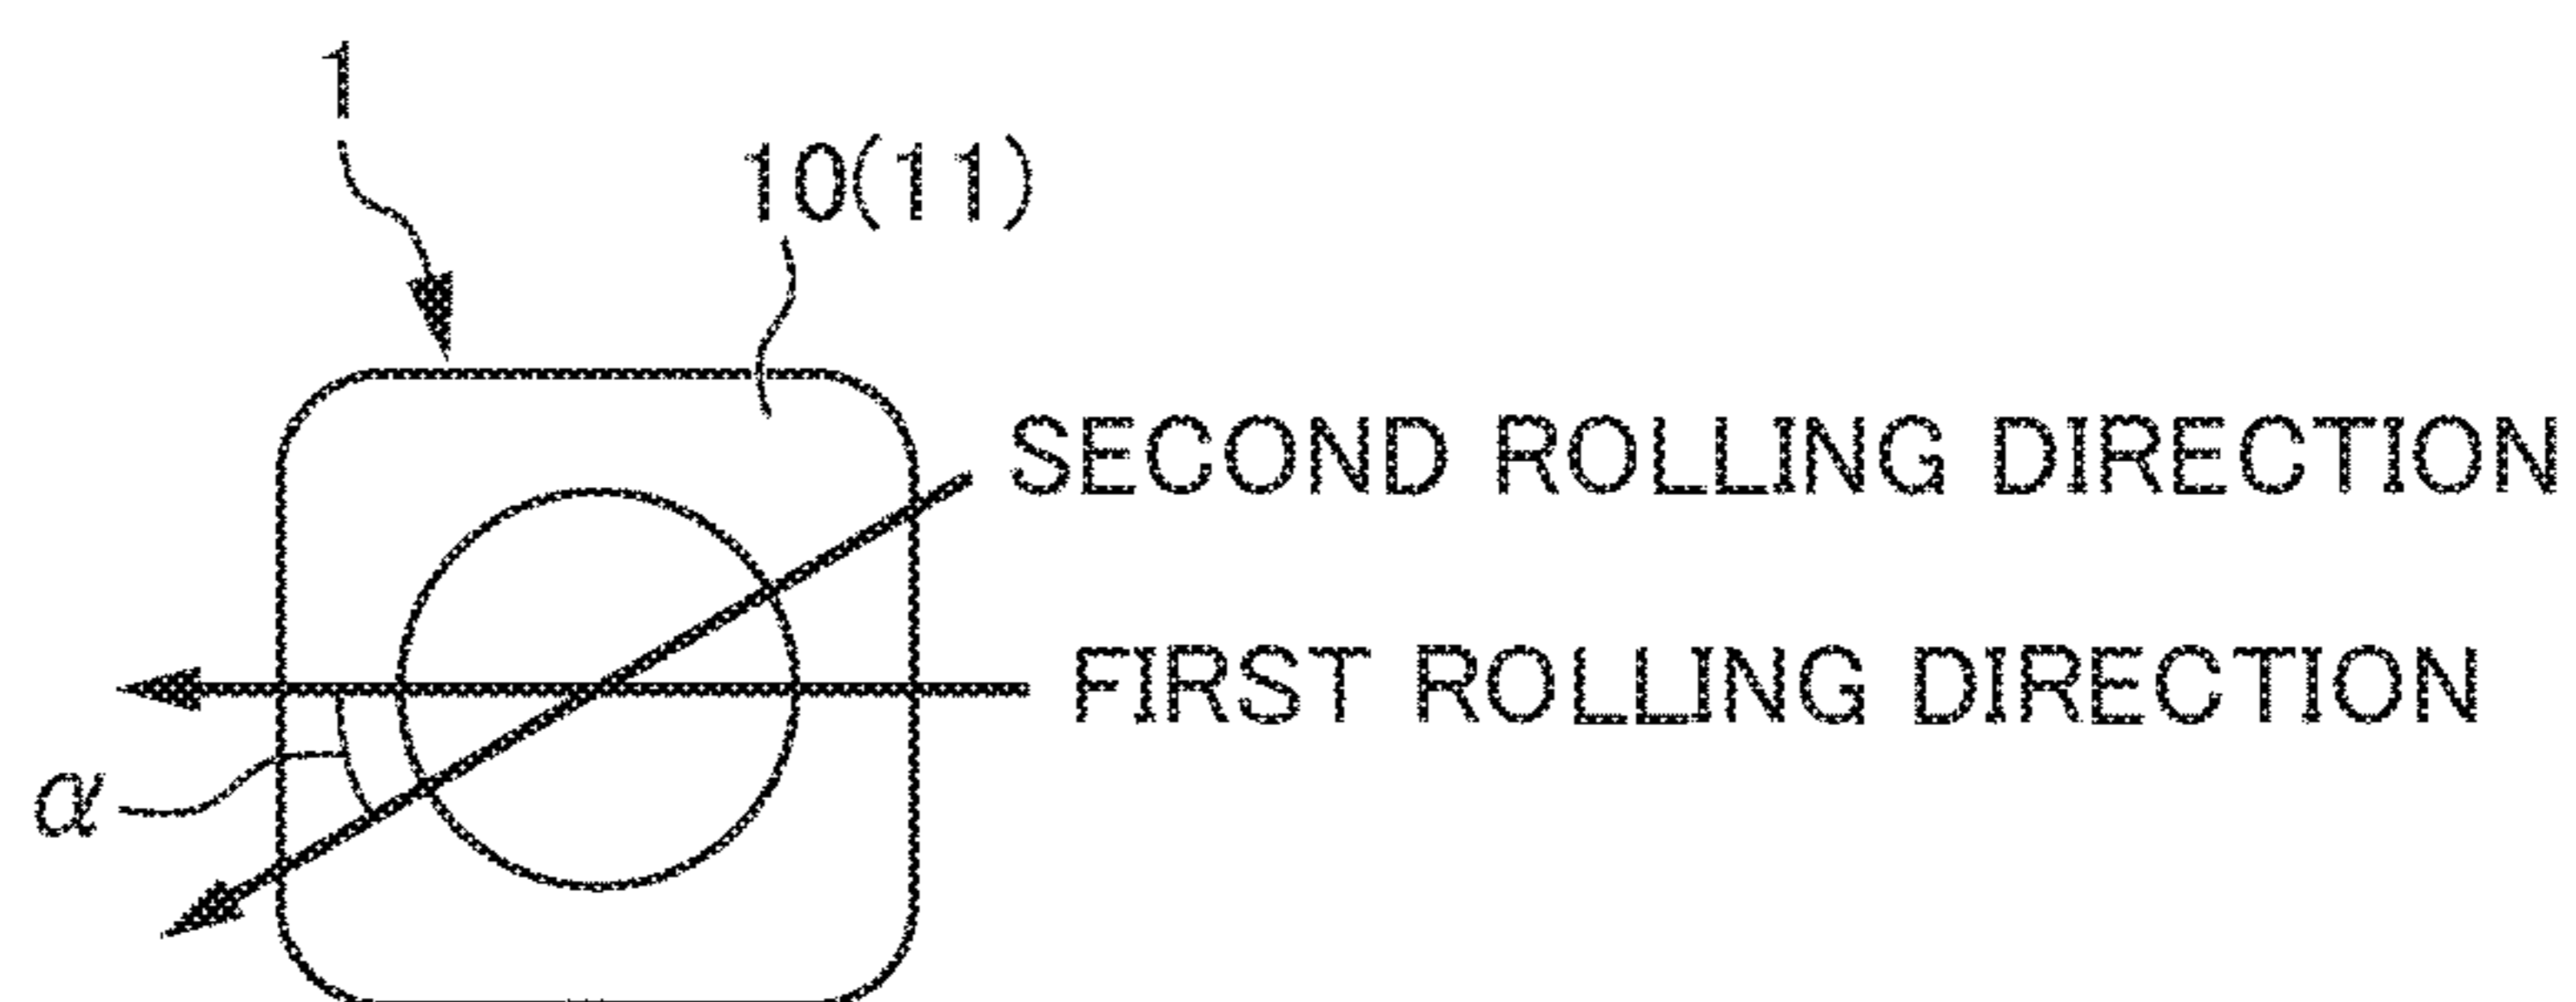 1
10(11)
SECOND ROLLING DIRECTION
FIRST ROLLING DIRECTION
α